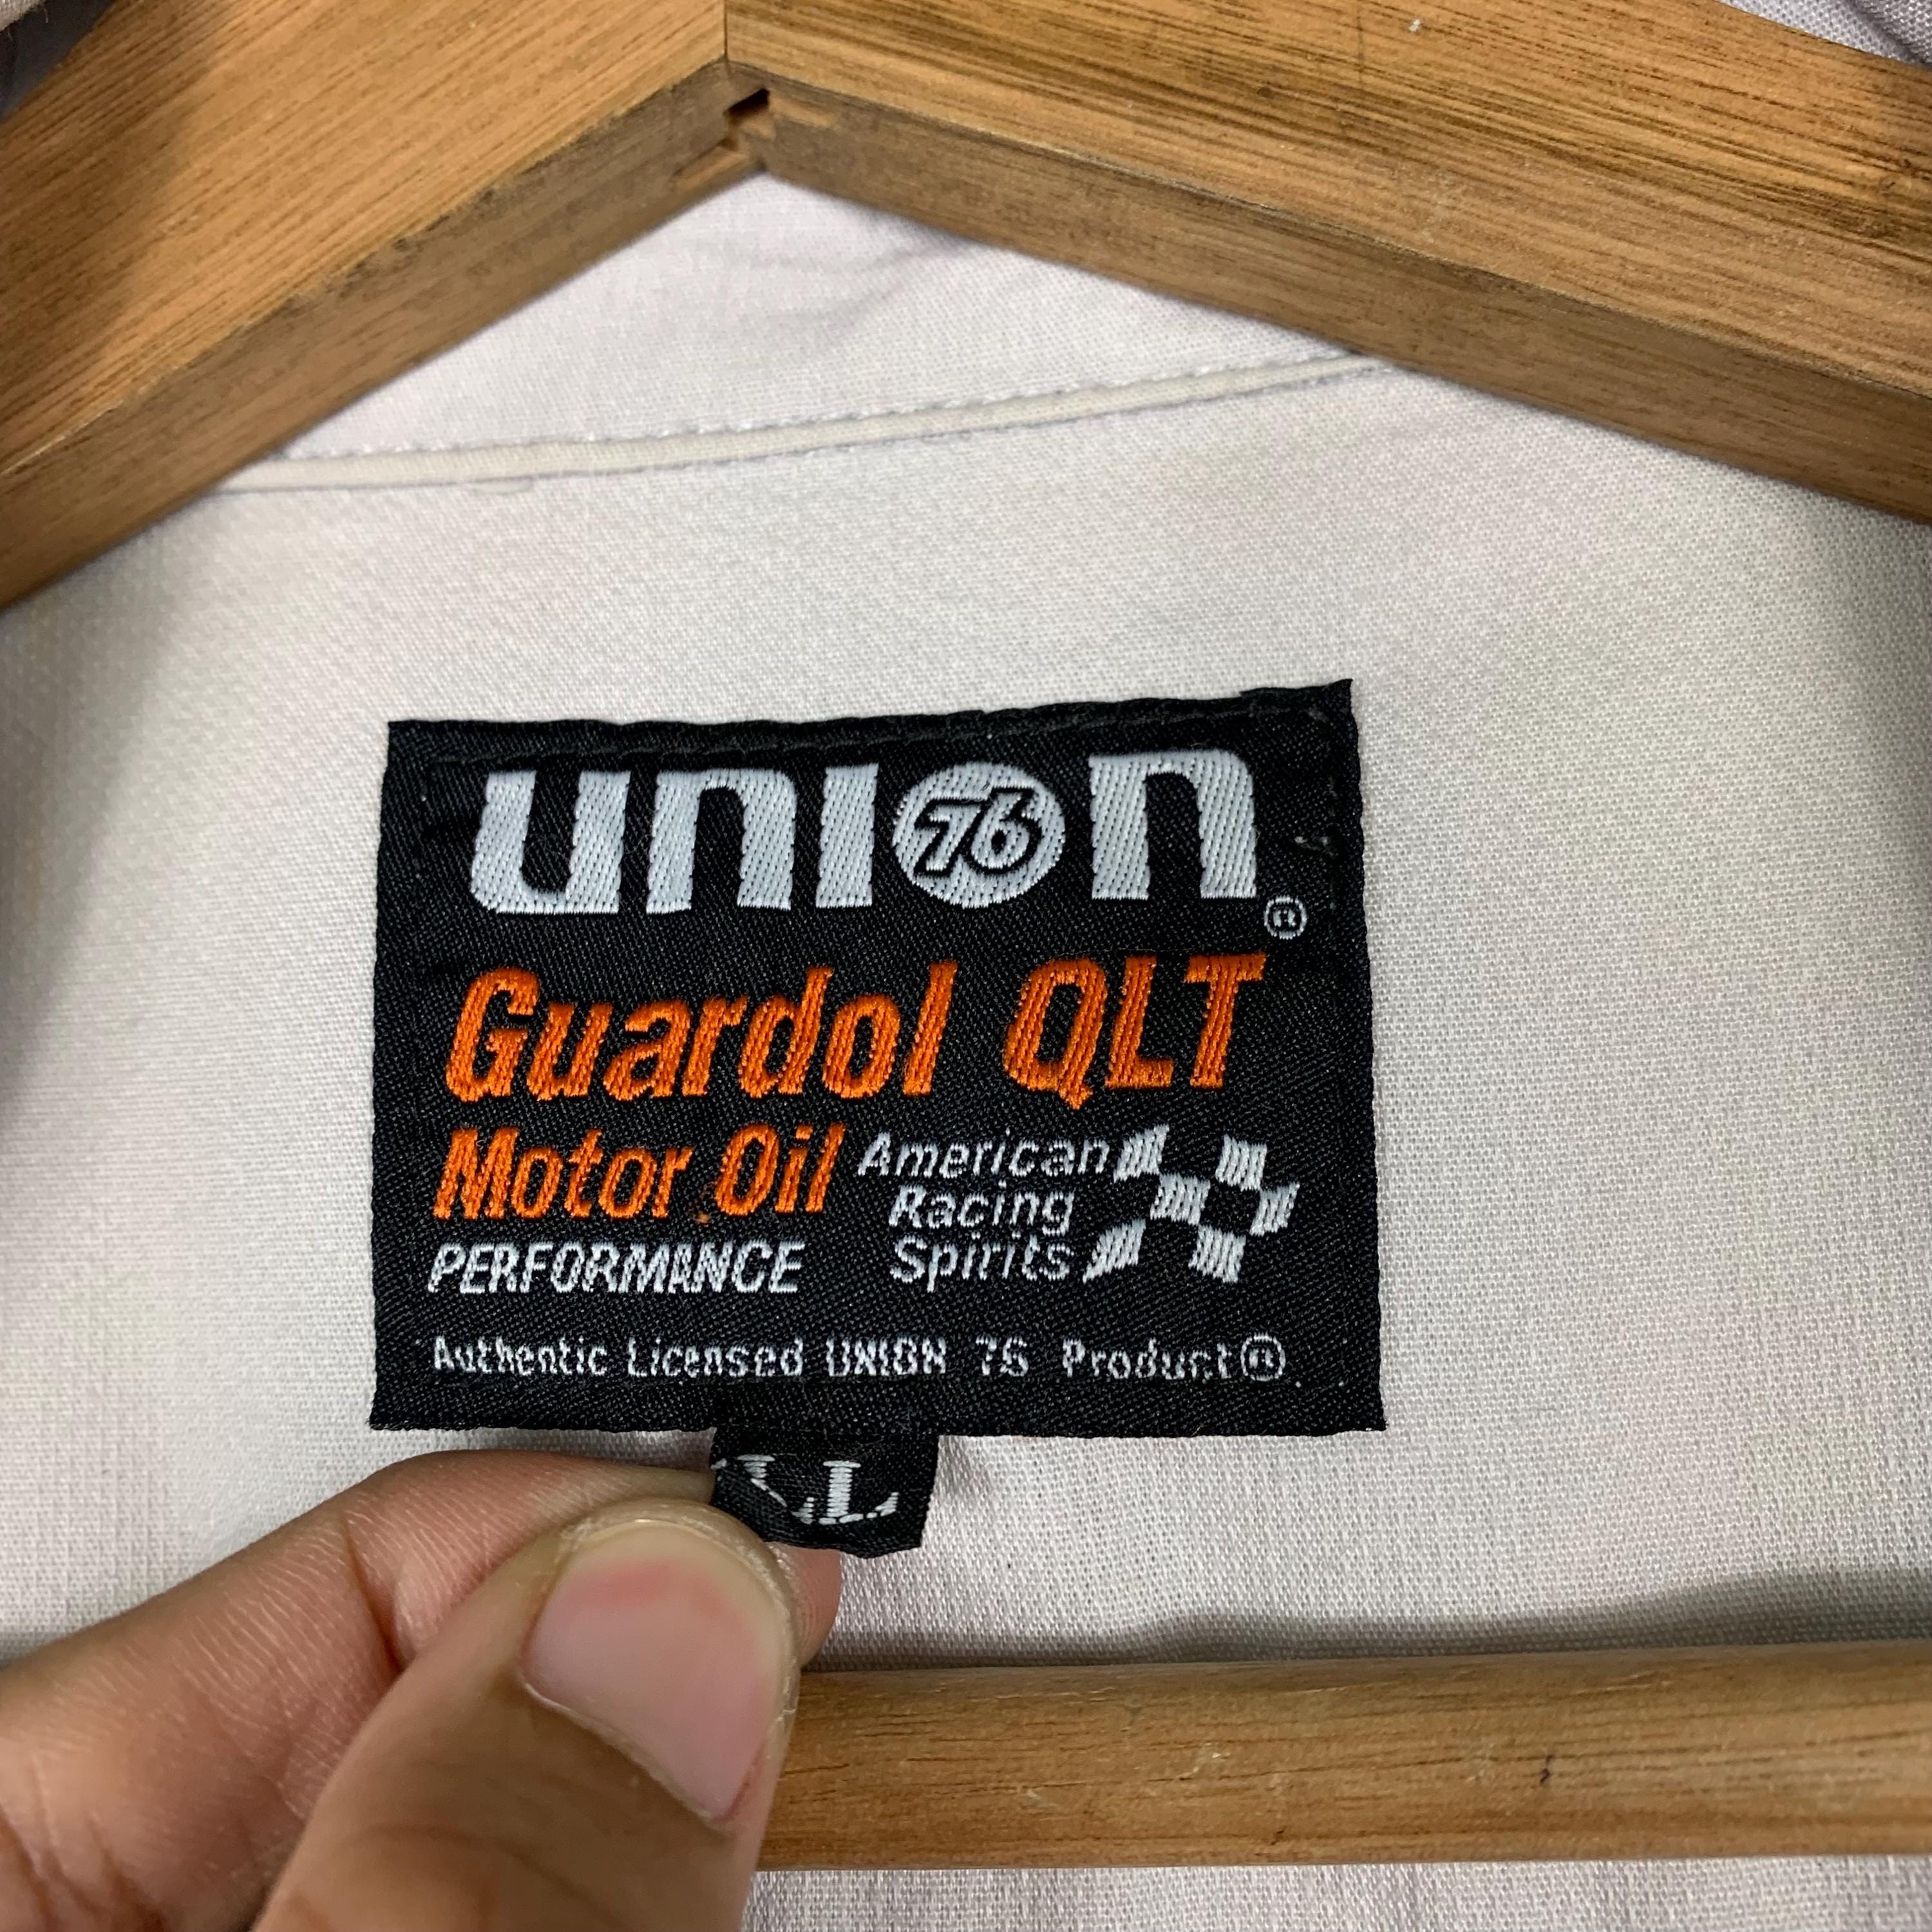 union 76 ®
Guardol QLT
Motor Oil
American
Racing
Spirits
PERFORMANCE
Authentic Licensed UNION 76 Product®